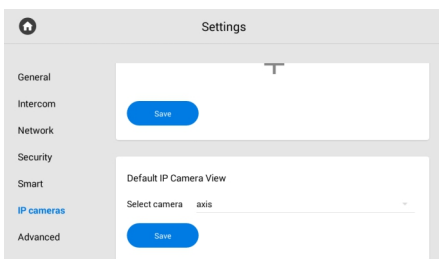 Settings
General
Intercom
Network
Security
Smart
IP cameras
Advanced
Save
Default IP Camera View
Select camera axis
Save